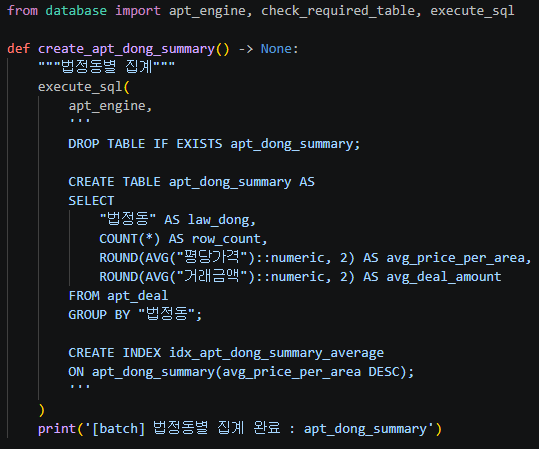 from database import apt_engine, check_required_table, execute_sql

def create_apt_dong_summary() -> None:
    """법정동별 집계"""
    execute_sql(
        apt_engine,
        '''
        DROP TABLE IF EXISTS apt_dong_summary;

        CREATE TABLE apt_dong_summary AS
        SELECT
            "법정동" AS law_dong,
            COUNT(*) AS row_count,
            ROUND(AVG("평당가격")::numeric, 2) AS avg_price_per_area,
            ROUND(AVG("거래금액")::numeric, 2) AS avg_deal_amount
        FROM apt_deal
        GROUP BY "법정동";

        CREATE INDEX idx_apt_dong_summary_average
        ON apt_dong_summary(avg_price_per_area DESC);
        '''
    )
    print('[batch] 법정동별 집계 완료 : apt_dong_summary')